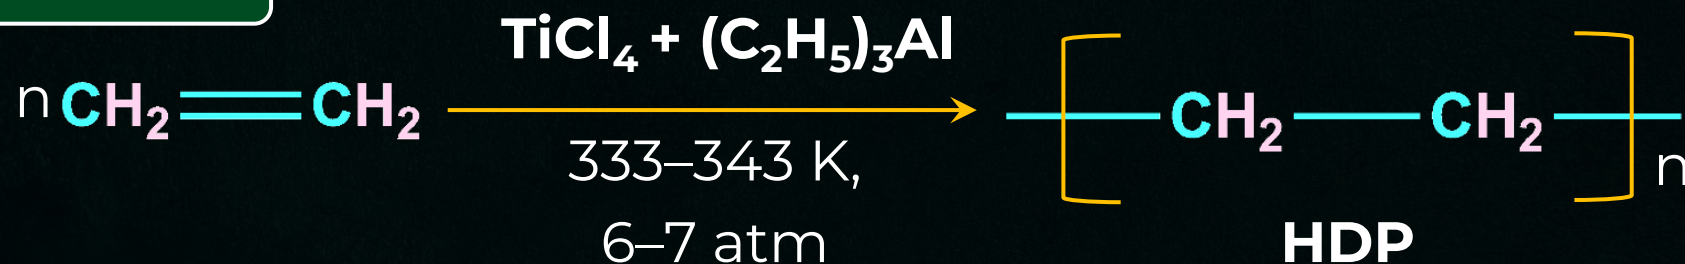 TiCl₄ + (C₂H₅)₃Al
n CH₂ CH₂ CH₂ CH₂
333–343 K,
n
6–7 atm
HDP